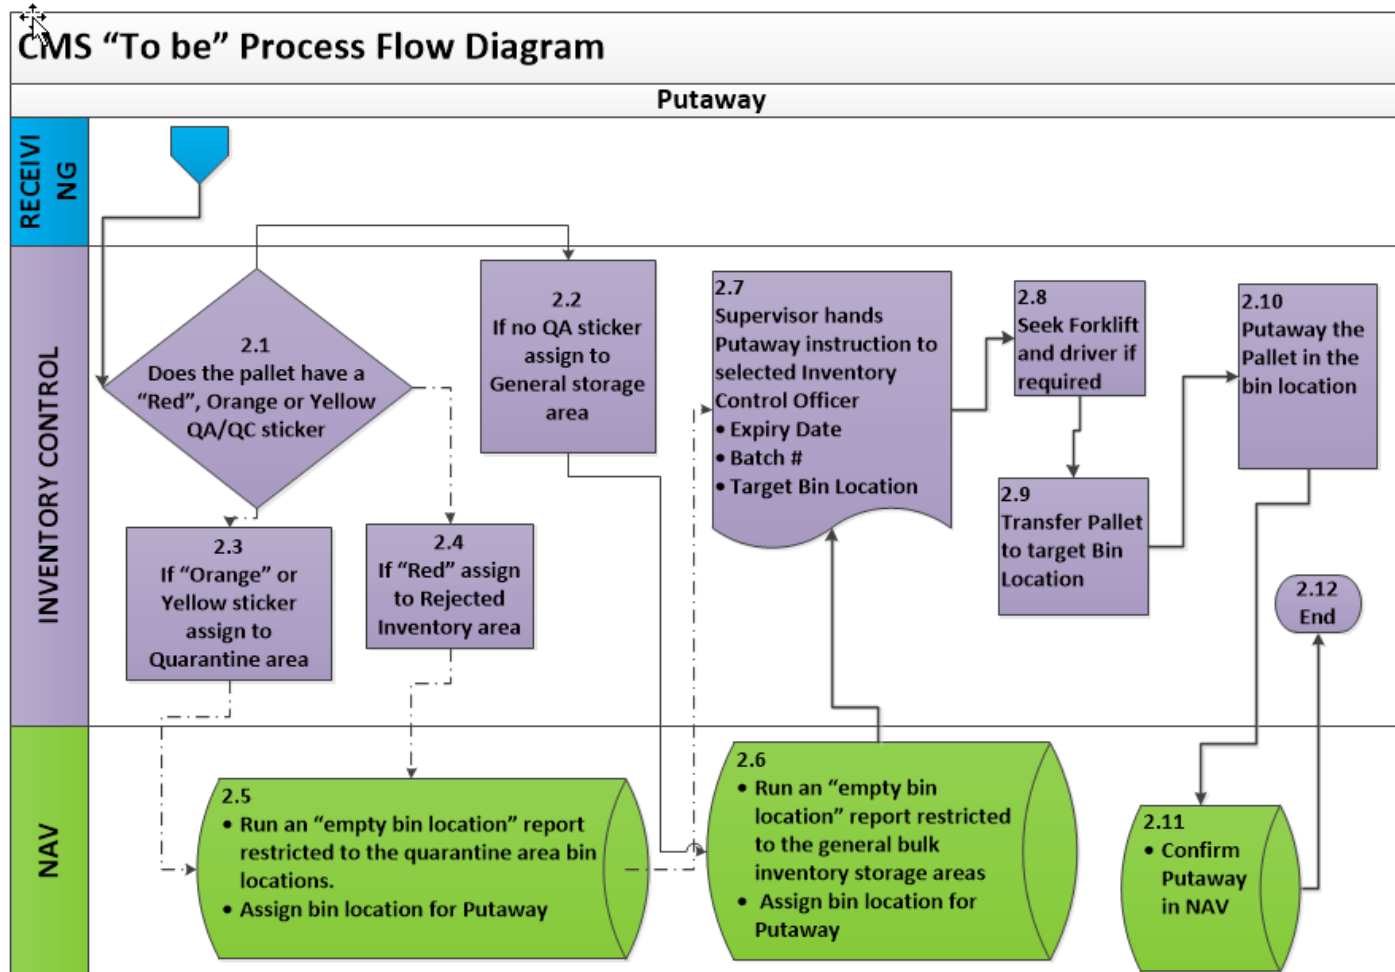 CMS “To be” Process Flow Diagram
Putaway
RECEIVI
NG
INVENTORY CONTROL
NAV
2.1
Does the pallet have a
“Red”, Orange or Yellow
QA/QC sticker
2.2
If no QA sticker
assign to
General storage
area
2.3
If “Orange” or
Yellow sticker
assign to
Quarantine area
2.4
If “Red” assign
to Rejected
Inventory area
2.5
• Run an “empty bin location” report
restricted to the quarantine area bin
locations.
• Assign bin location for Putaway
2.6
• Run an “empty bin
location” report restricted
to the general bulk
inventory storage areas
• Assign bin location for
Putaway
2.7
Supervisor hands
Putaway instruction to
selected Inventory
Control Officer
• Expiry Date
• Batch #
• Target Bin Location
2.8
Seek Forklift
and driver if
required
2.9
Transfer Pallet
to target Bin
Location
2.10
Putaway the
Pallet in the
bin location
2.11
• Confirm
Putaway
in NAV
2.12
End